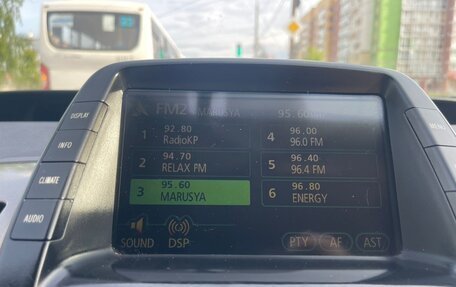 DISPLAY
INFO
CLIMATE
AUDIO
MENU
FM2 MARUSYA 95.60
1 92.80 RadioKP
2 94.70 RELAX FM
3 95.60 MARUSYA
4 96.00 96.0 FM
5 96.40 96.4 FM
6 96.80 ENERGY
SOUND DSP PTY AF AST